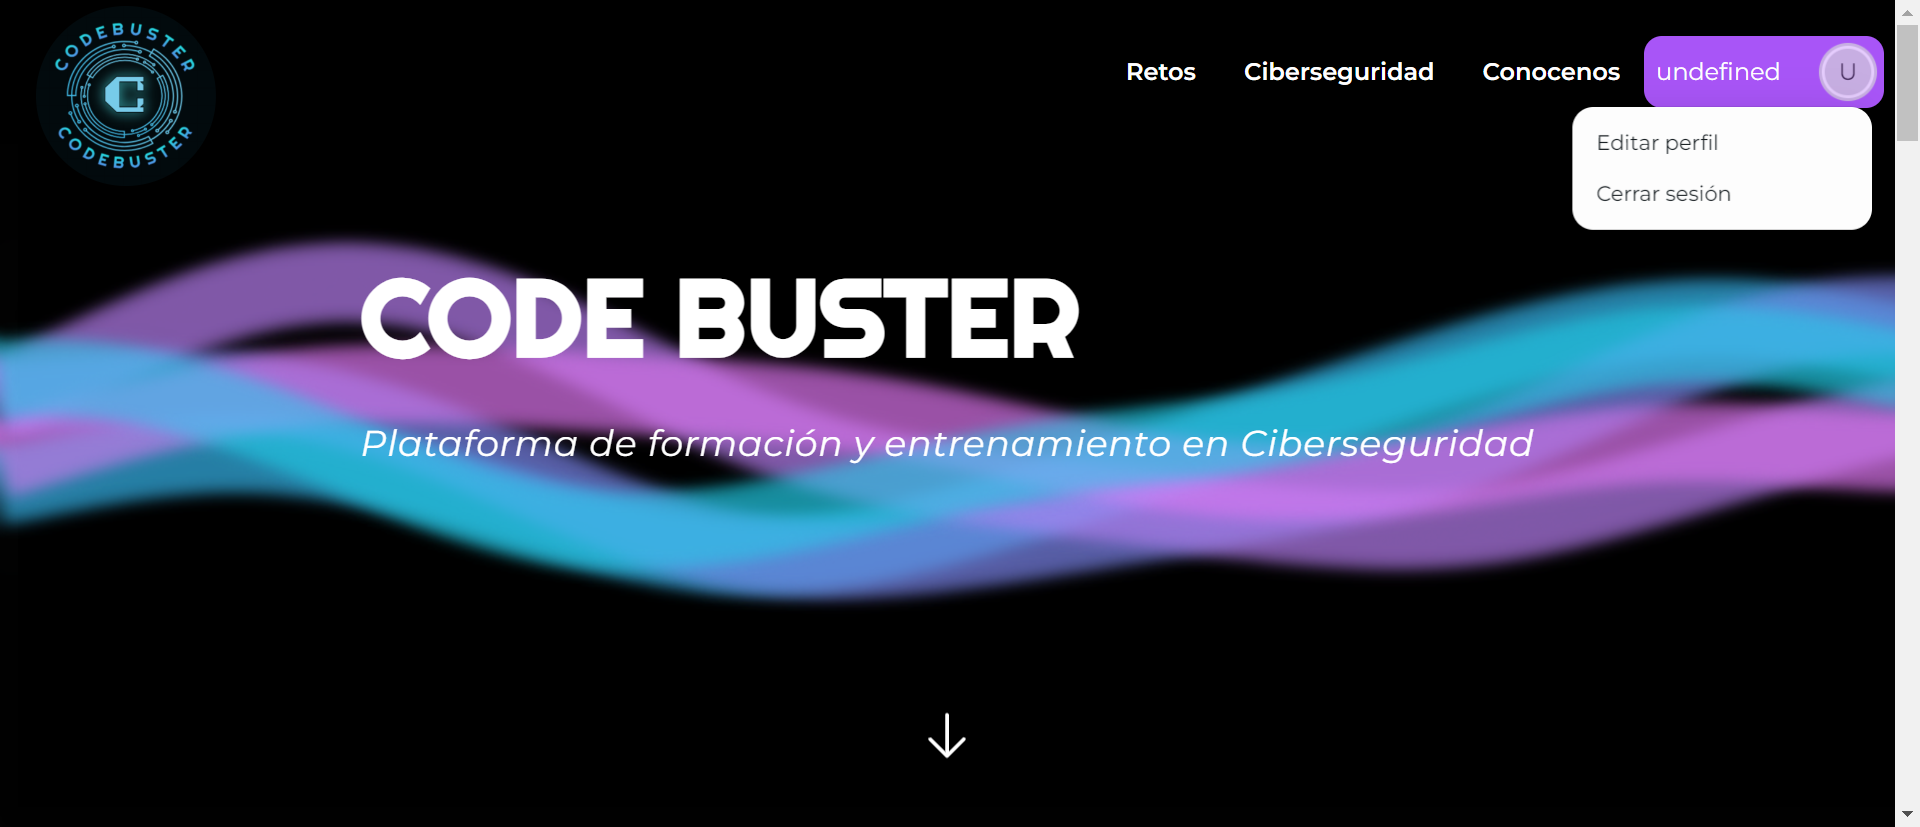 CODEBUSTER
C
CODEBUSTER
Retos Ciberseguridad Conocenos undefined U
Editar perfil
Cerrar sesión
CODE BUSTER
Plataforma de formación y entrenamiento en Ciberseguridad